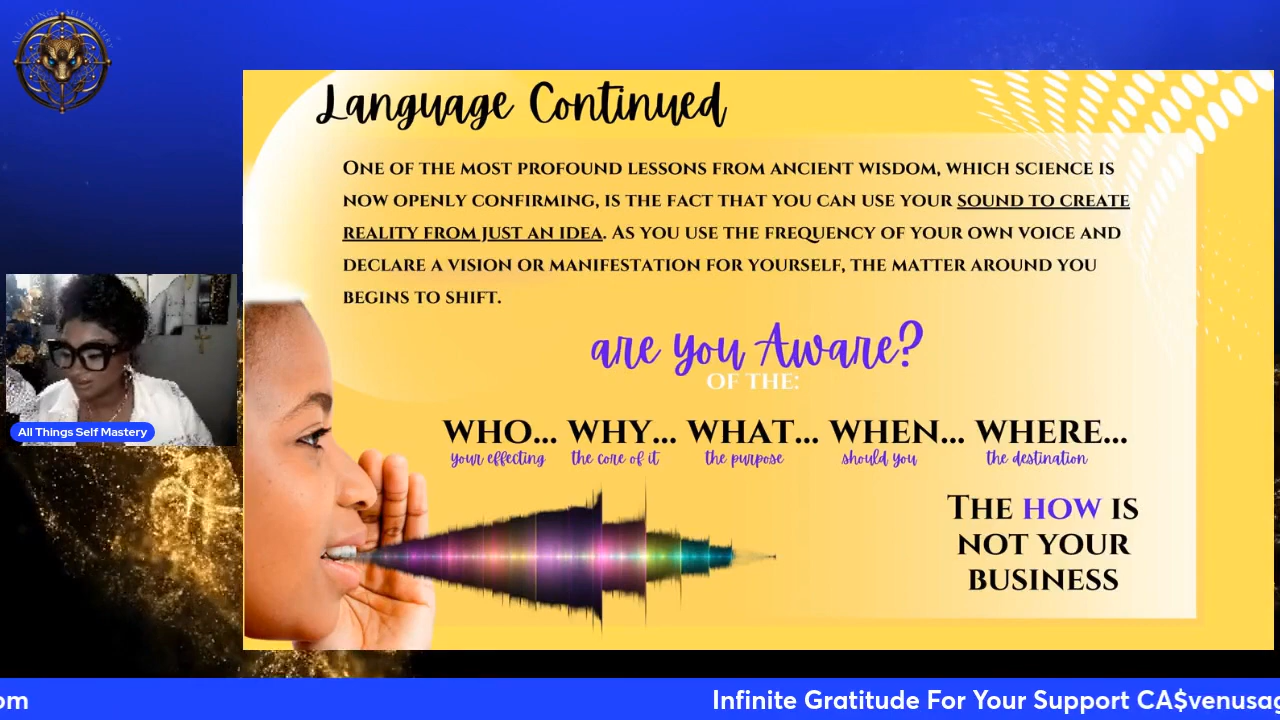 ALL THINGS SELF MASTERY
Language Continued
One of the most profound lessons from ancient wisdom, which science is
now openly confirming, is the fact that you can use your sound to create
reality from just an idea. As you use the frequency of your own voice and
declare a vision or manifestation for yourself, the matter around you
begins to shift.
are you Aware?
OF THE:
WHO... WHY... WHAT... WHEN... WHERE...
your effecting the core of it the purpose should you the destination
The HOW is
NOT YOUR
BUSINESS
All Things Self Mastery
om Infinite Gratitude For Your Support CA$venusag